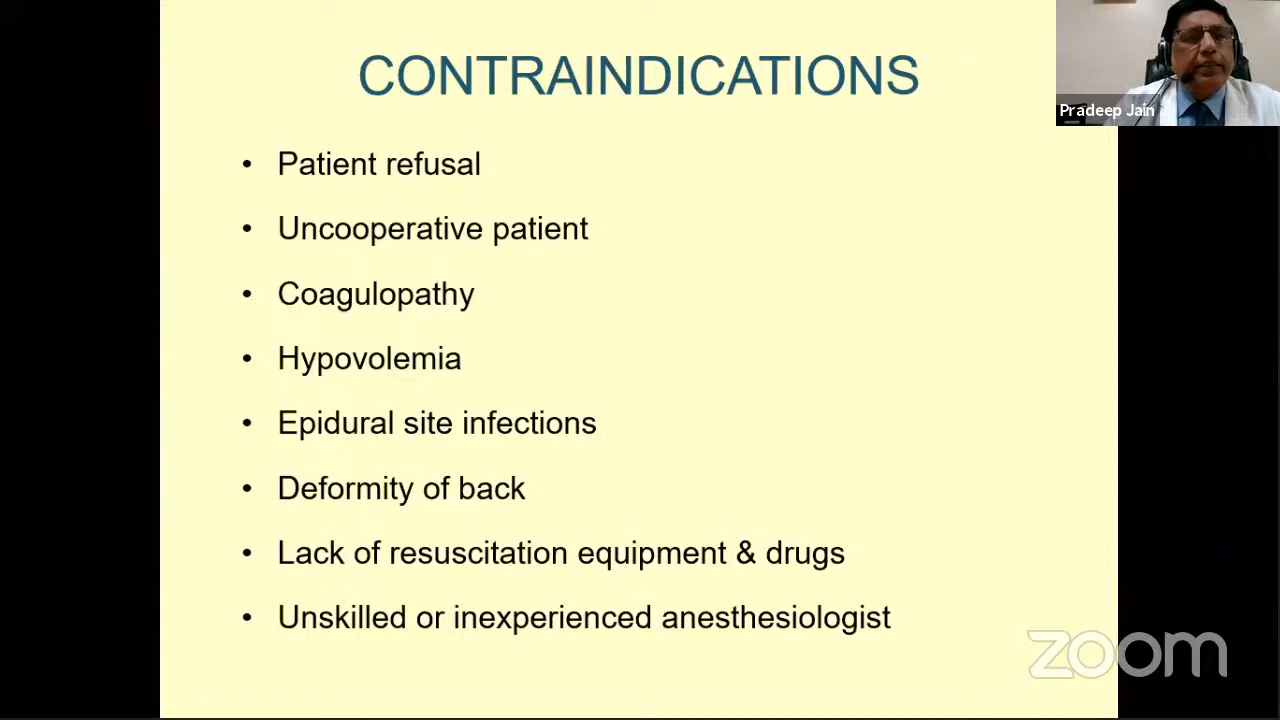 CONTRAINDICATIONS
Pradeep Jain
• Patient refusal
• Uncooperative patient
• Coagulopathy
• Hypovolemia
• Epidural site infections
• Deformity of back
• Lack of resuscitation equipment & drugs
• Unskilled or inexperienced anesthesiologist
zoom